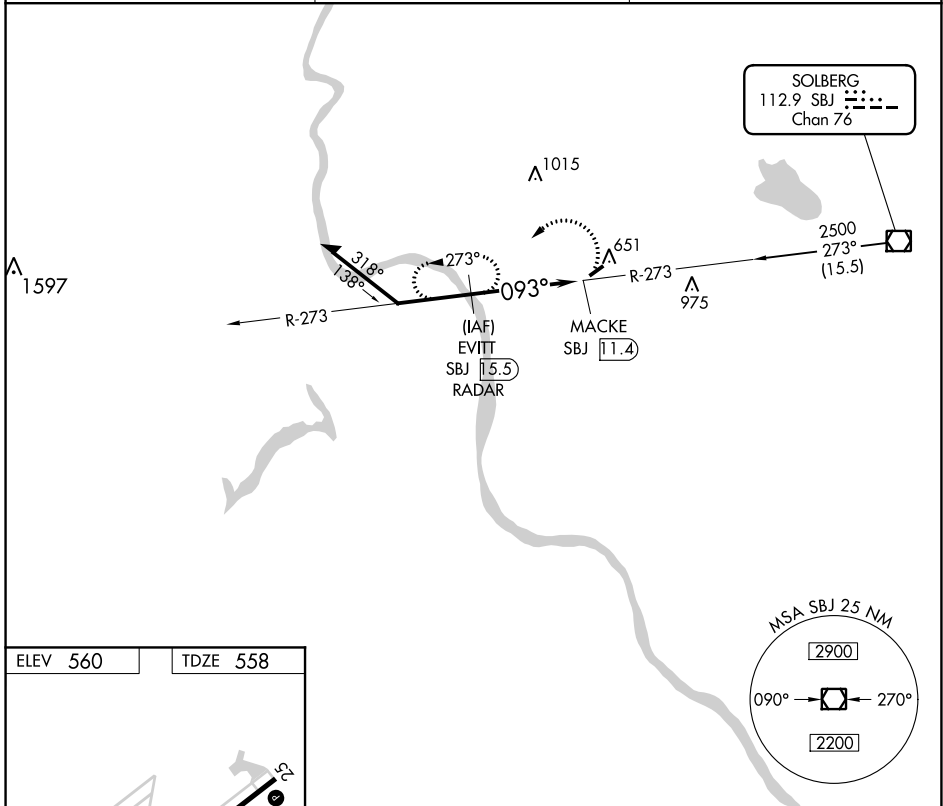 SOLBERG
112.9 SBJ
Chan 76
1015
651
2500
273°
(15.5)
R-273
975
1597
318°
138°
273°
093°
R-273
(IAF)
EVITT
SBJ 15.5
RADAR
MACKE
SBJ 11.4
MSA SBJ 25 NM
2900
090°
270°
2200
ELEV 560
TDZE 558
25
P